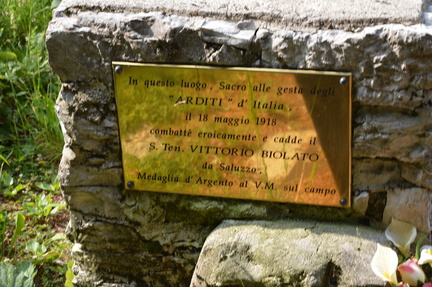 In questo luogo, Sacro alle gesta degli
"ARDITI" d' Italia,
il 18 maggio 1918
combattè eroicamente e cadde il
S. Ten. VITTORIO BIOLATO
da Saluzzo.
Medaglia d'Argento al V.M. sul campo